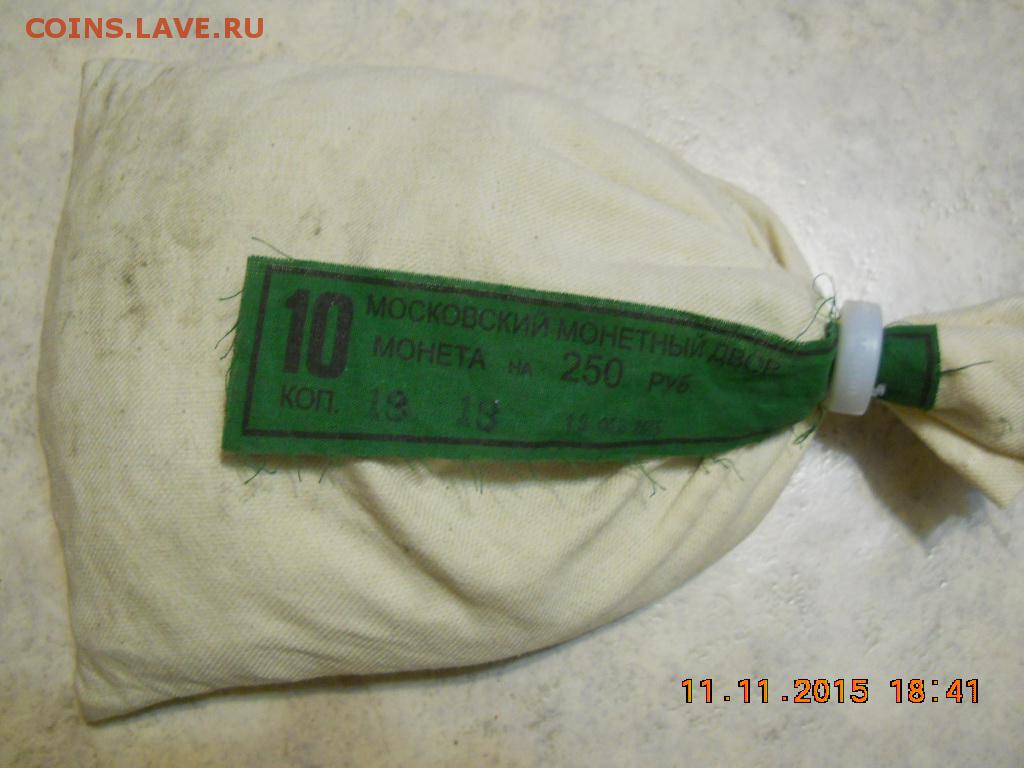 COINS.LAVE.RU
10 МОСКОВСКИЙ МОНЕТНЫЙ ДВОР
МОНЕТА НА 250 РУБ.
КОП. 18 18
11.11.2015 18:41